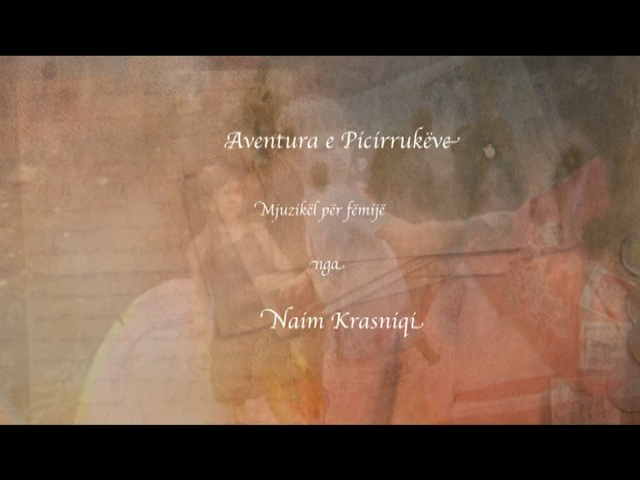 Aventura e Picirrukëve
Mjuzikël për fëmijë
nga
Naim Krasniqi